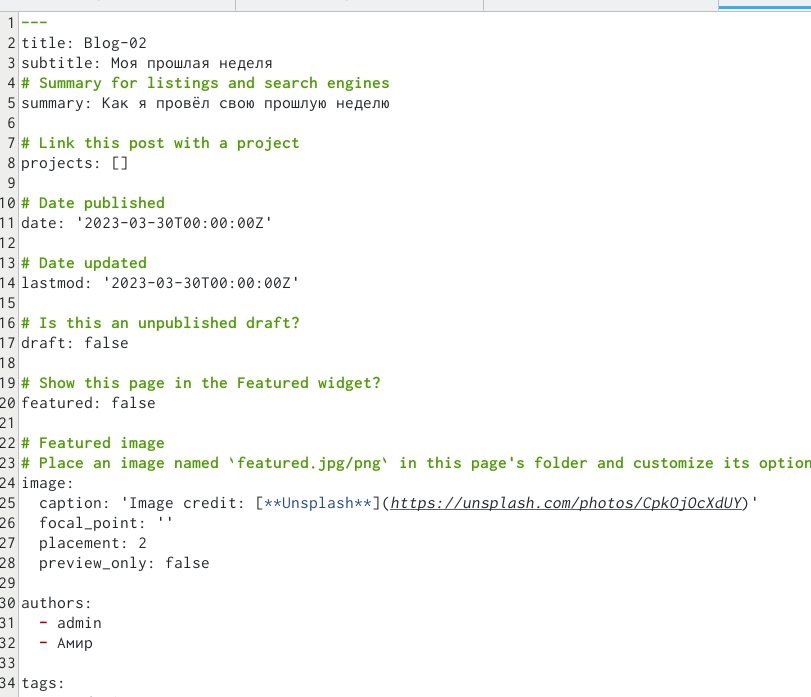 1 ---
2 title: Blog-02
3 subtitle: Моя прошлая неделя
4 # Summary for listings and search engines
5 summary: Как я провёл свою прошлую неделю
6
7 # Link this post with a project
8 projects: []
9
10 # Date published
11 date: '2023-03-30T00:00:00Z'
12
13 # Date updated
14 lastmod: '2023-03-30T00:00:00Z'
15
16 # Is this an unpublished draft?
17 draft: false
18
19 # Show this page in the Featured widget?
20 featured: false
21
22 # Featured image
23 # Place an image named `featured.jpg/png` in this page's folder and customize its option
24 image:
25   caption: 'Image credit: [**Unsplash**](https://unsplash.com/photos/CpkOjOcXdUY)'
26   focal_point: ''
27   placement: 2
28   preview_only: false
29
30 authors:
31   - admin
32   - Амир
33
34 tags: